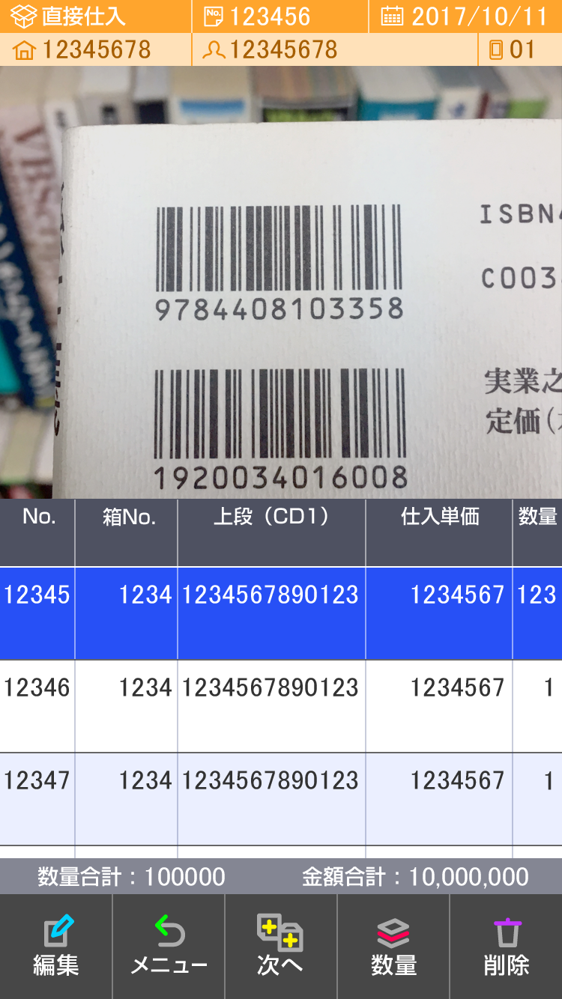 直接仕入 No. 123456 2017/10/11
12345678 12345678 01
VBScr
ISBN4
9784408103358
C003
実業之
定価(
1920034016008
No. 箱No. 上段（CD1） 仕入単価 数量
12345 1234 1234567890123 1234567 123
12346 1234 1234567890123 1234567 1
12347 1234 1234567890123 1234567 1
数量合計：100000 金額合計：10,000,000
編集 メニュー 次へ 数量 削除